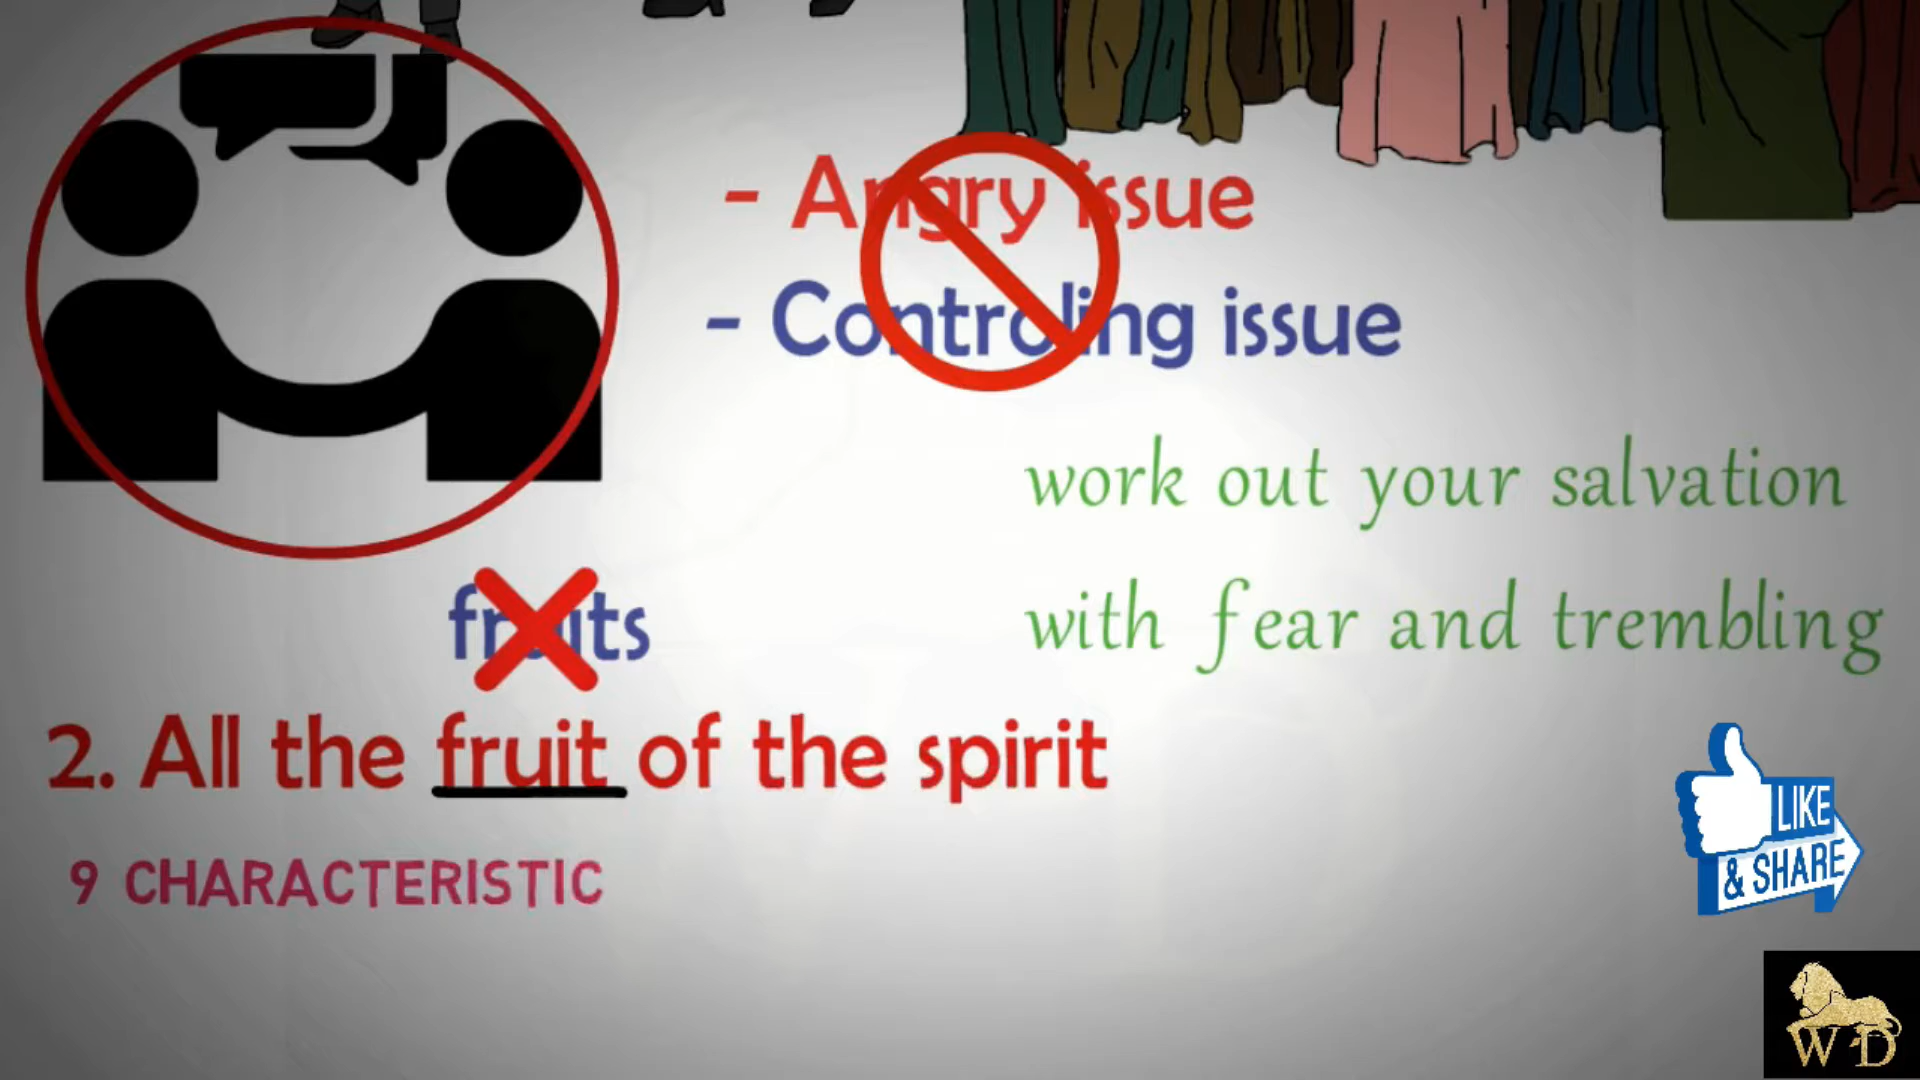 - Angry issue
- Controling issue
work out your salvation
with fear and trembling
fruits
2. All the fruit of the spirit
9 CHARACTERISTIC
LIKE
& SHARE
WD